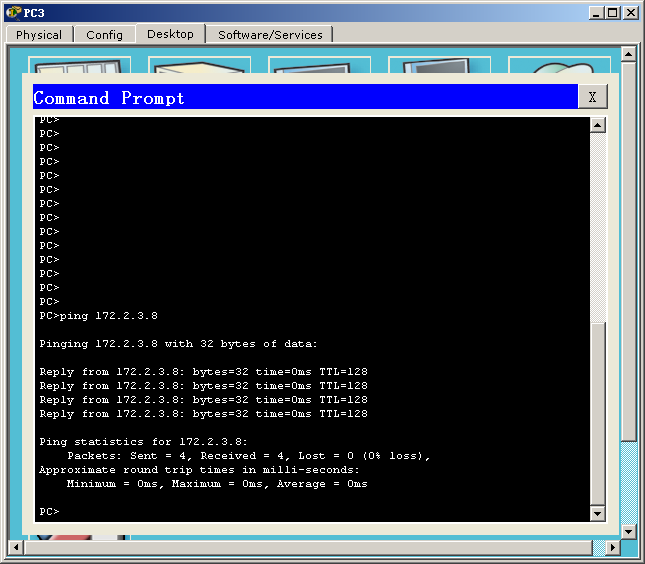 PC3
Physical Config Desktop Software/Services
Command Prompt X
PC>
PC>
PC>
PC>
PC>
PC>
PC>
PC>
PC>
PC>
PC>
PC>
PC>
PC>
PC>ping 172.2.3.8
Pinging 172.2.3.8 with 32 bytes of data:
Reply from 172.2.3.8: bytes=32 time=0ms TTL=128
Reply from 172.2.3.8: bytes=32 time=0ms TTL=128
Reply from 172.2.3.8: bytes=32 time=0ms TTL=128
Reply from 172.2.3.8: bytes=32 time=0ms TTL=128
Ping statistics for 172.2.3.8:
Packets: Sent = 4, Received = 4, Lost = 0 (0% loss),
Approximate round trip times in milli-seconds:
Minimum = 0ms, Maximum = 0ms, Average = 0ms
PC>